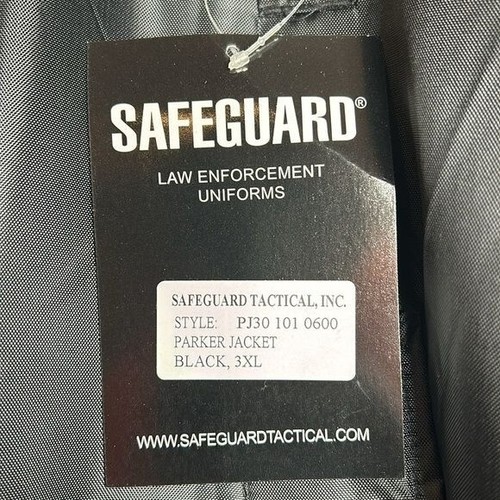 SAFEGUARD®
LAW ENFORCEMENT
UNIFORMS
SAFEGUARD TACTICAL, INC.
STYLE: PJ30 101 0600
PARKER JACKET
BLACK, 3XL
WWW.SAFEGUARDTACTICAL.COM